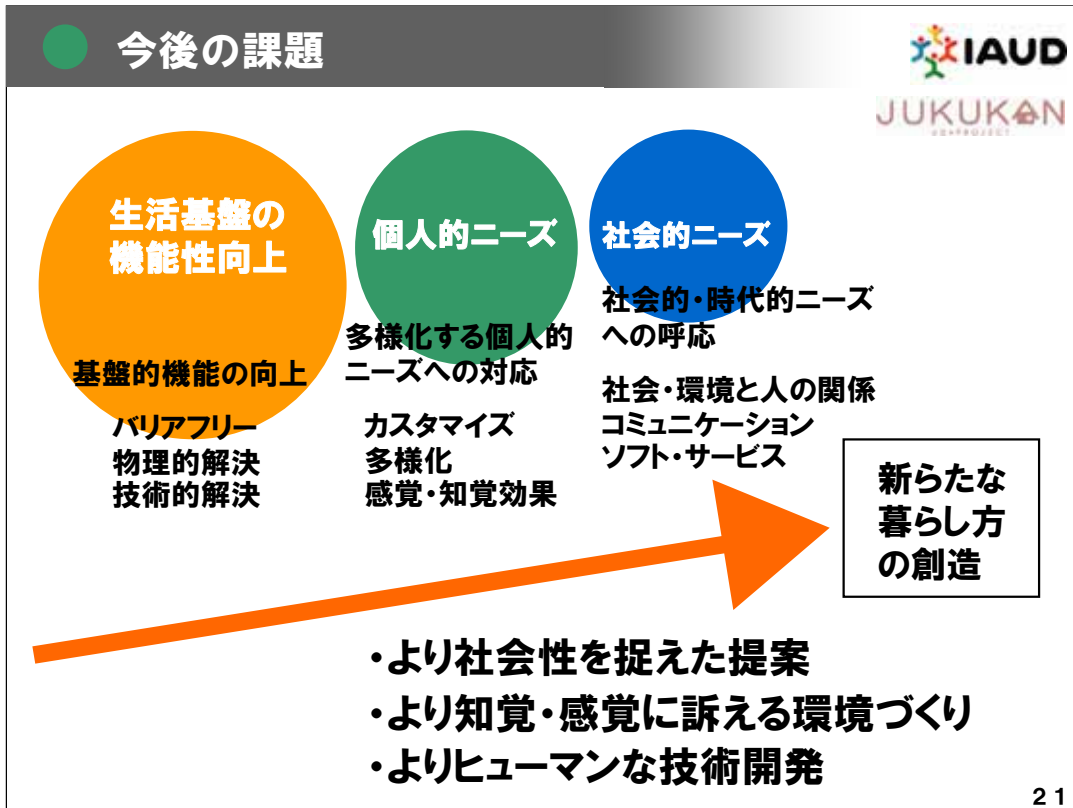 今後の課題
IAUD
JUKUKAN
生活基盤の
機能性向上
基盤的機能の向上
バリアフリー
物理的解決
技術的解決
個人的ニーズ
多様化する個人的
ニーズへの対応
カスタマイズ
多様化
感覚・知覚効果
社会的ニーズ
社会的・時代的ニーズ
への呼応
社会・環境と人の関係
コミュニケーション
ソフト・サービス
新らたな
暮らし方
の創造
・より社会性を捉えた提案
・より知覚・感覚に訴える環境づくり
・よりヒューマンな技術開発
21